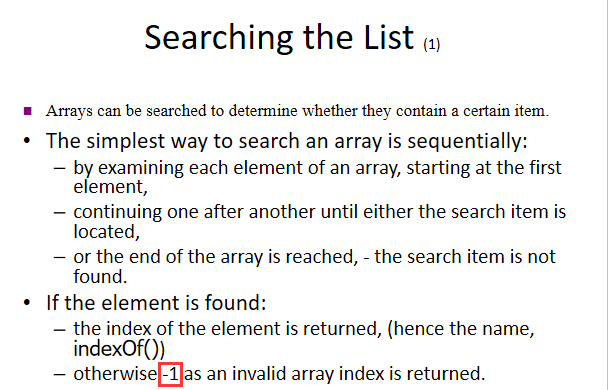 Searching the List (1)
■ Arrays can be searched to determine whether they contain a certain item.
• The simplest way to search an array is sequentially:
– by examining each element of an array, starting at the first
element,
– continuing one after another until either the search item is
located,
– or the end of the array is reached, - the search item is not
found.
• If the element is found:
– the index of the element is returned, (hence the name,
indexOf())
– otherwise -1 as an invalid array index is returned.